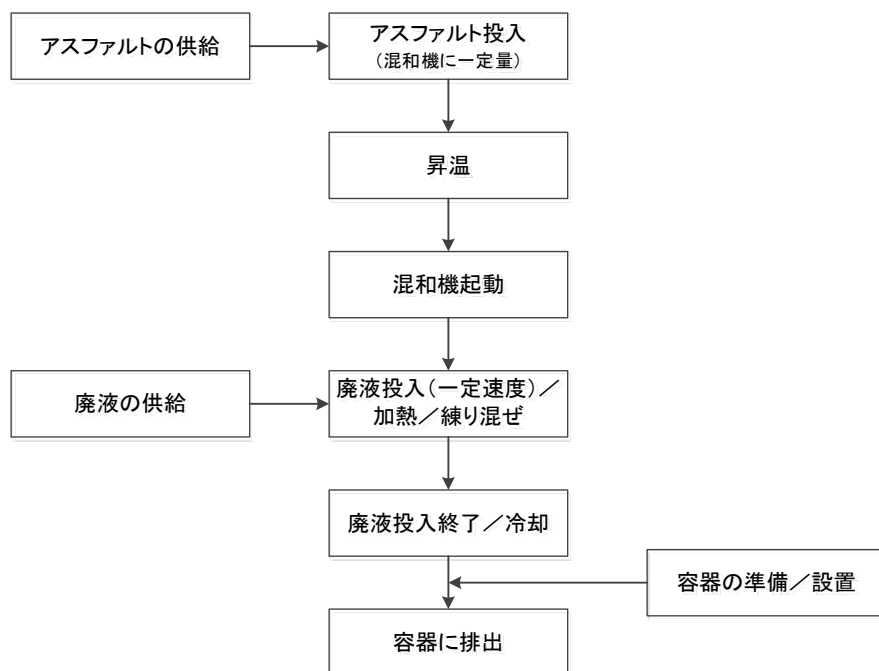 アスファルトの供給
アスファルト投入
（混和機に一定量）
昇温
混和機起動
廃液の供給
廃液投入（一定速度）／
加熱／練り混ぜ
廃液投入終了／冷却
容器の準備／設置
容器に排出